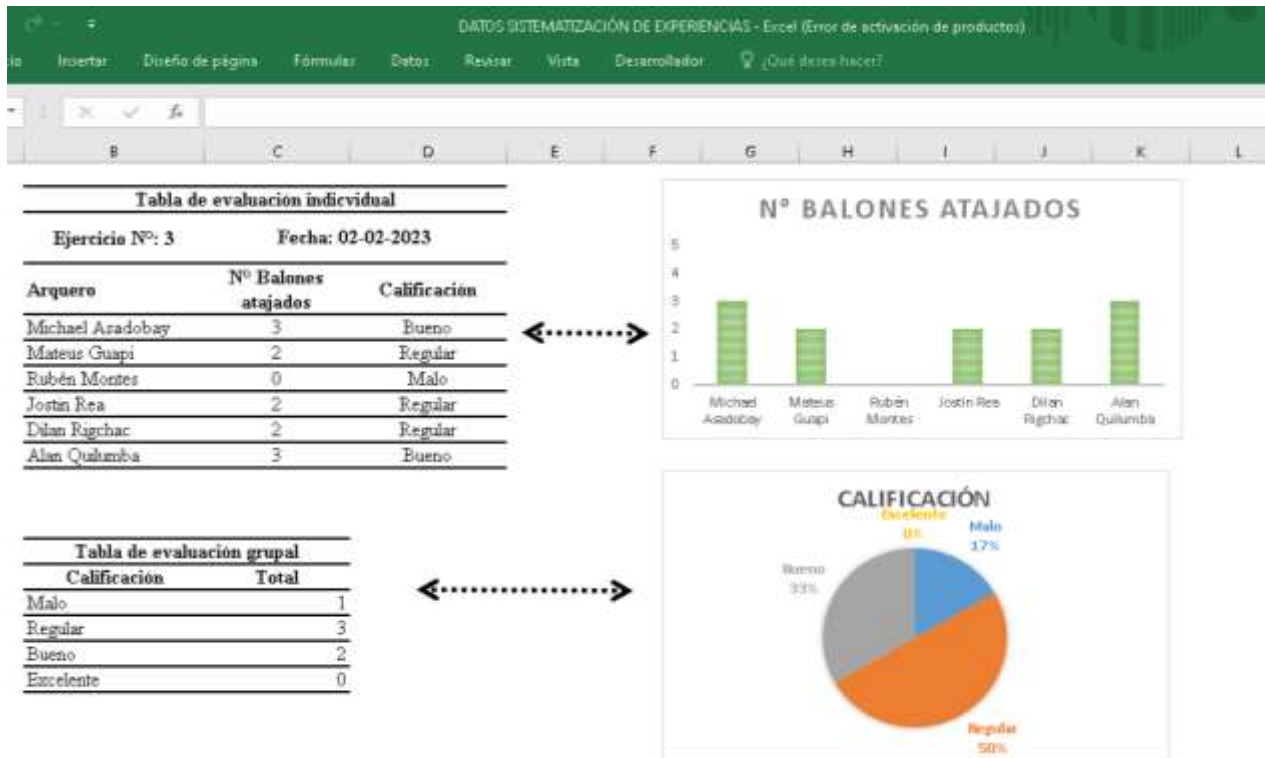 DATOS SISTEMATIZACIÓN DE EXPERIENCIAS - Excel (Error de activación de productos)
Insertar Diseño de página Fórmulas Datos Revisar Vista Desarrollador ¿Qué desea hacer?
fx
B C D E F G H I J K L
Tabla de evaluación indicvidual
Ejercicio Nº: 3 Fecha: 02-02-2023
Arquero Nº Balones atajados Calificación
Michael Asadobay 3 Bueno
Mateus Guapi 2 Regular
Rubén Montes 0 Malo
Jostin Rea 2 Regular
Dilan Rigchac 2 Regular
Alan Quilumba 3 Bueno
Nº BALONES ATAJADOS
5
4
3
2
1
0
Michael Asadobay Mateus Guapi Rubén Montes Jostin Rea Dilan Rigchac Alan Quilumba
Tabla de evaluación grupal
Calificación Total
Malo 1
Regular 3
Bueno 2
Excelente 0
CALIFICACIÓN
Excelente
0%
Malo
17%
Bueno
33%
Regular
50%